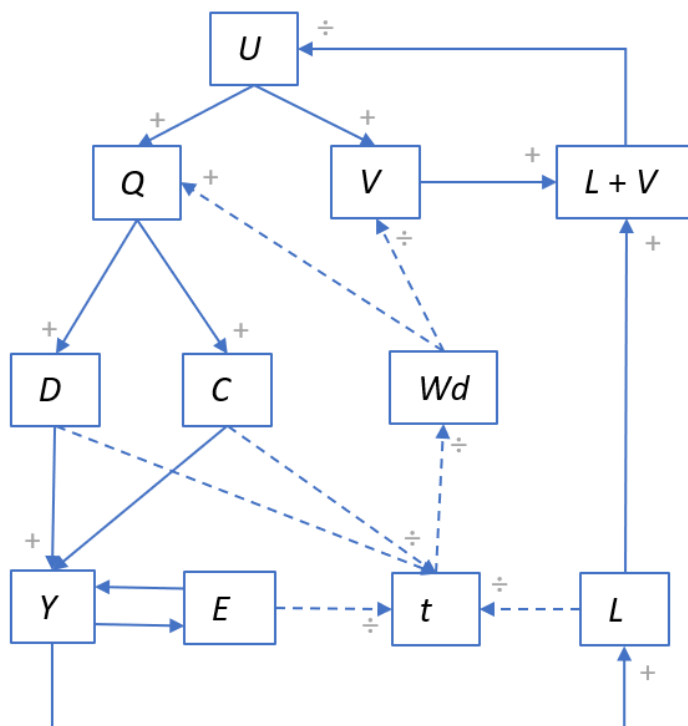 ÷
U
+ +
Q + V + L + V
÷ +
+ +
D C Wd
÷
+ ÷ ÷
Y E ÷ t L
+